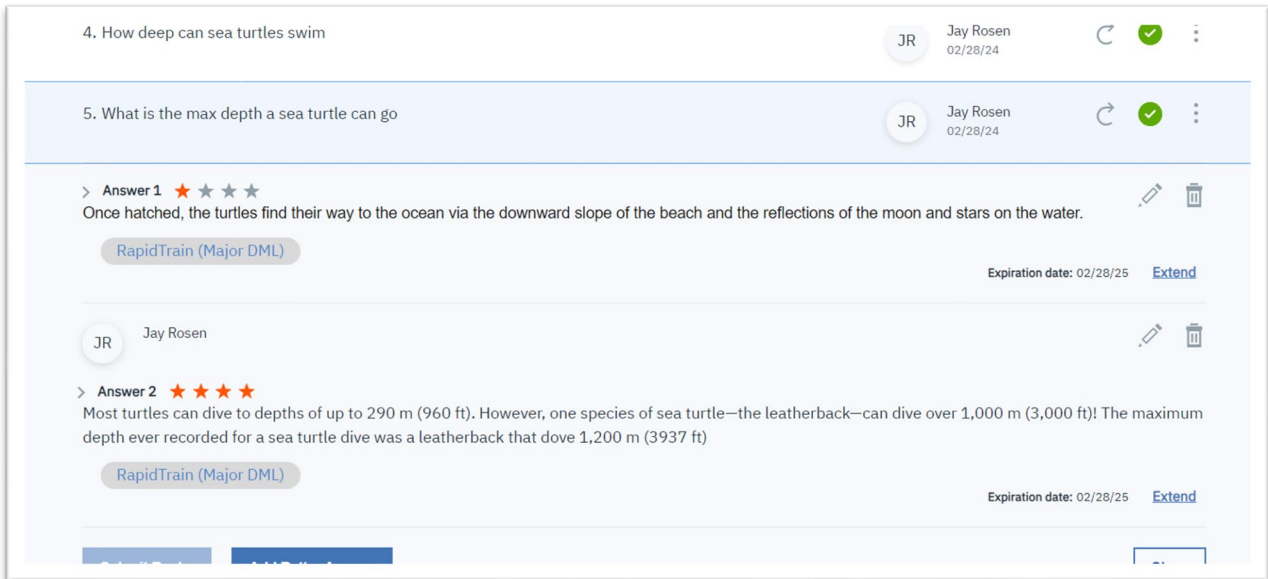 4. How deep can sea turtles swim
JR
Jay Rosen
02/28/24
5. What is the max depth a sea turtle can go
JR
Jay Rosen
02/28/24
Answer 1
Once hatched, the turtles find their way to the ocean via the downward slope of the beach and the reflections of the moon and stars on the water.
RapidTrain (Major DML)
Expiration date: 02/28/25 Extend
JR
Jay Rosen
Answer 2
Most turtles can dive to depths of up to 290 m (960 ft). However, one species of sea turtle—the leatherback—can dive over 1,000 m (3,000 ft)! The maximum
depth ever recorded for a sea turtle dive was a leatherback that dove 1,200 m (3937 ft)
RapidTrain (Major DML)
Expiration date: 02/28/25 Extend